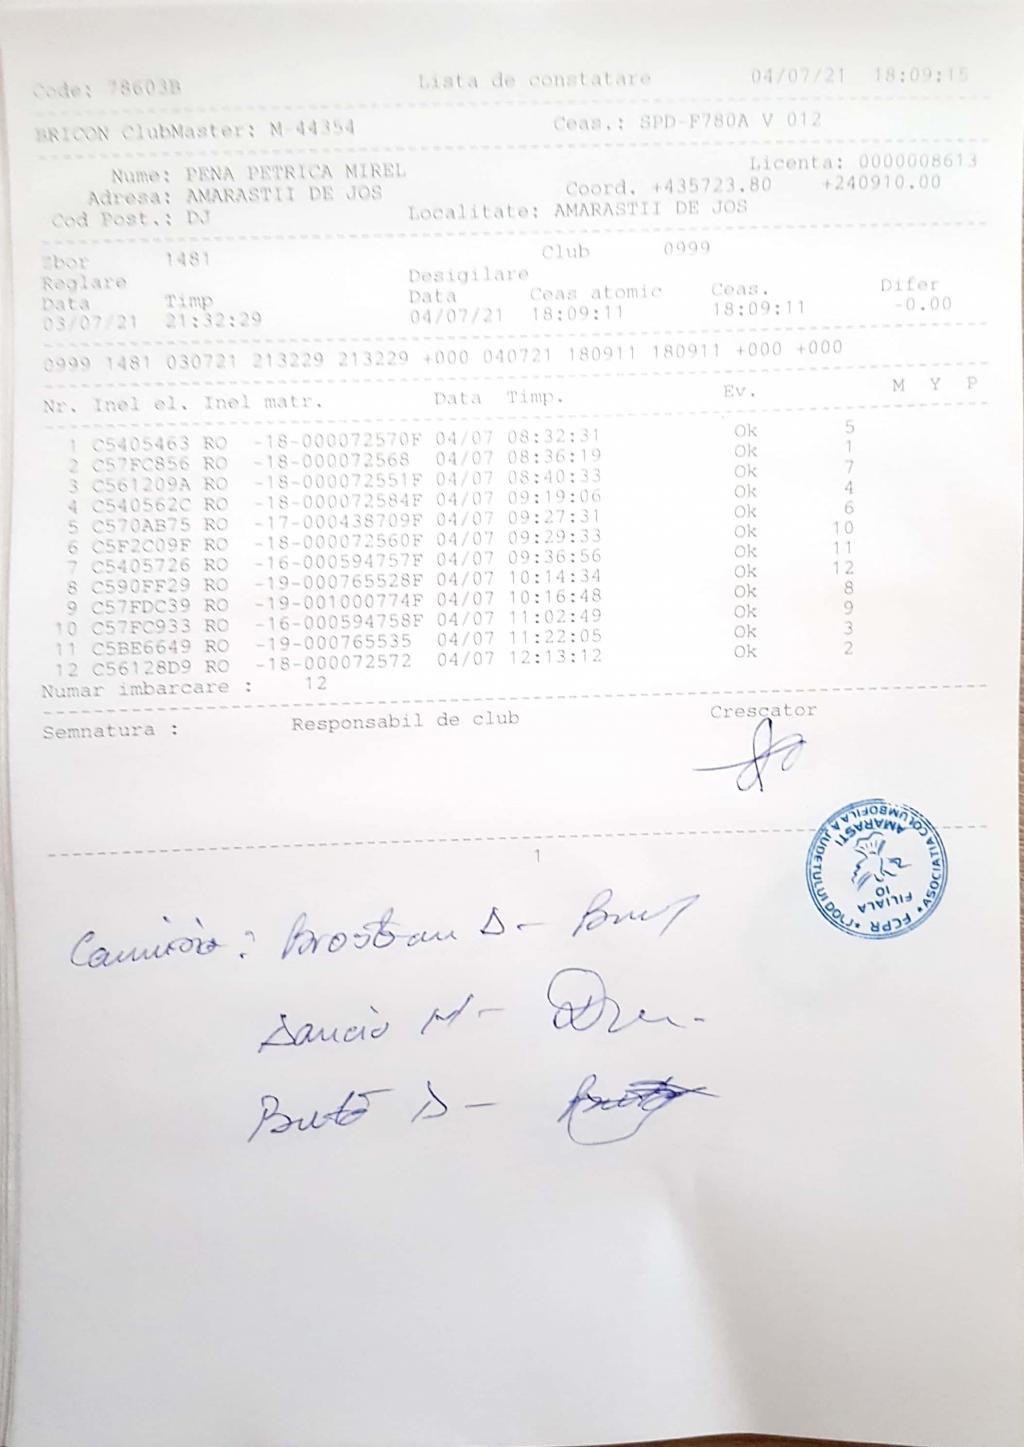 Code: 78603B Lista de constatare 04/07/21 18:09:15
BRICON ClubMaster: M-44354 Ceas.: SPD-F780A V 012
Nume: PENA PETRICA MIREL Licenta: 0000008613
Adresa: AMARASTII DE JOS Coord. +435723.80 +240910.00
Cod Post.: DJ Localitate: AMARASTII DE JOS
Zbor 1481 Club 0999
Reglare Desigilare
Data Timp Data Ceas atomic Ceas. Difer
03/07/21 21:32:29 04/07/21 18:09:11 18:09:11 -0.00
0999 1481 030721 213229 213229 +000 040721 180911 180911 +000 +000
Nr. Inel el. Inel matr. Data Timp. Ev. M Y P
1 C5405463 RO -18-000072570F 04/07 08:32:31 Ok 5
2 C57FC856 RO -18-000072568 04/07 08:36:19 Ok 1
3 C561209A RO -18-000072551F 04/07 08:40:33 Ok 7
4 C540562C RO -18-000072584F 04/07 09:19:06 Ok 4
5 C570AB75 RO -17-000438709F 04/07 09:27:31 Ok 6
6 C5F2C09F RO -18-000072560F 04/07 09:29:33 Ok 10
7 C5405726 RO -16-000594757F 04/07 09:36:56 Ok 11
8 C590FF29 RO -19-000765528F 04/07 10:14:34 Ok 12
9 C57FDC39 RO -19-001000774F 04/07 10:16:48 Ok 8
10 C57FC933 RO -16-000594758F 04/07 11:02:49 Ok 9
11 C5BE6649 RO -19-000765535 04/07 11:22:05 Ok 3
12 C56128D9 RO -18-000072572 04/07 12:13:12 Ok 2
Numar imbarcare : 12
Semnatura : Responsabil de club Crescator
1
ASOCIATIA COLUMBOFILA A JUDETULUI DOLJ
FCPR
FILIALA
10
AMARASTI
D -
M -
D -